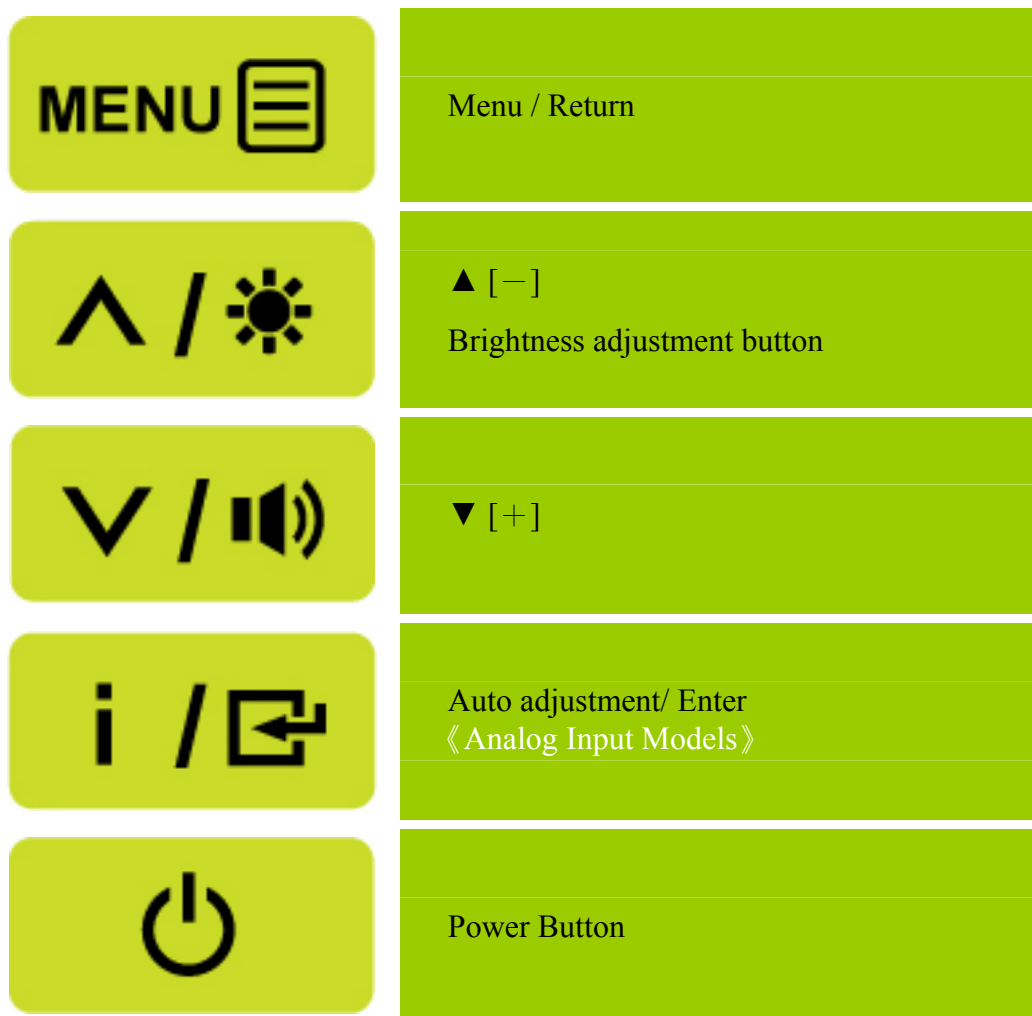 MENU
Menu / Return
/
▲ [－]
Brightness adjustment button
/
▼ [＋]
i /
Auto adjustment/ Enter
《Analog Input Models》
Power Button